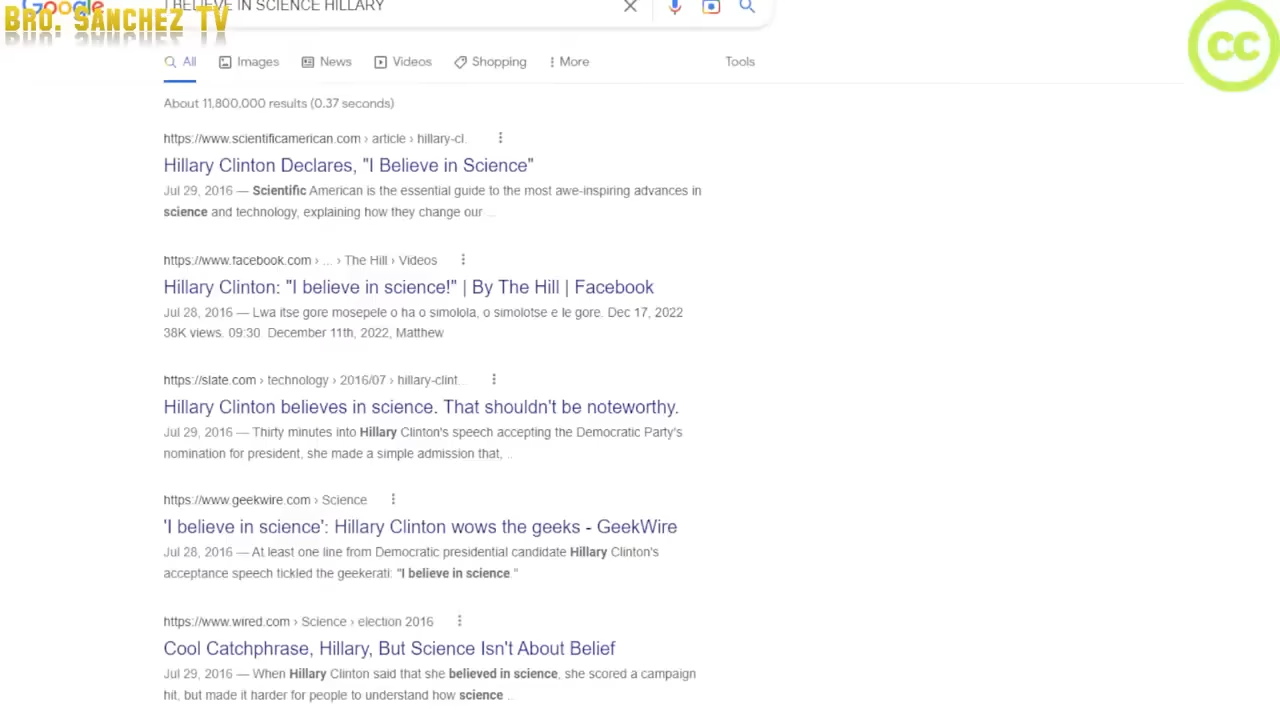 Google
I BELIEVE IN SCIENCE HILLARY
BRO. SANCHEZ TV
CC
All Images News Videos Shopping More Tools
About 11,800,000 results (0.37 seconds)
https://www.scientificamerican.com › article › hillary-cl.
Hillary Clinton Declares, "I Believe in Science"
Jul 29, 2016 — Scientific American is the essential guide to the most awe-inspiring advances in
science and technology, explaining how they change our ...
https://www.facebook.com › ... › The Hill › Videos
Hillary Clinton: "I believe in science!" | By The Hill | Facebook
Jul 28, 2016 — Lwa itse gore mosepele o ha o simolola, o simolotse e le gore. Dec 17, 2022
38K views. 09:30 December 11th, 2022, Matthew
https://slate.com › technology › 2016/07 › hillary-clint...
Hillary Clinton believes in science. That shouldn't be noteworthy.
Jul 29, 2016 — Thirty minutes into Hillary Clinton's speech accepting the Democratic Party's
nomination for president, she made a simple admission that, ..
https://www.geekwire.com › Science
'I believe in science': Hillary Clinton wows the geeks - GeekWire
Jul 28, 2016 — At least one line from Democratic presidential candidate Hillary Clinton's
acceptance speech tickled the geekerati: "I believe in science."
https://www.wired.com › Science › election 2016
Cool Catchphrase, Hillary, But Science Isn't About Belief
Jul 29, 2016 — When Hillary Clinton said that she believed in science, she scored a campaign
hit, but made it harder for people to understand how science ..